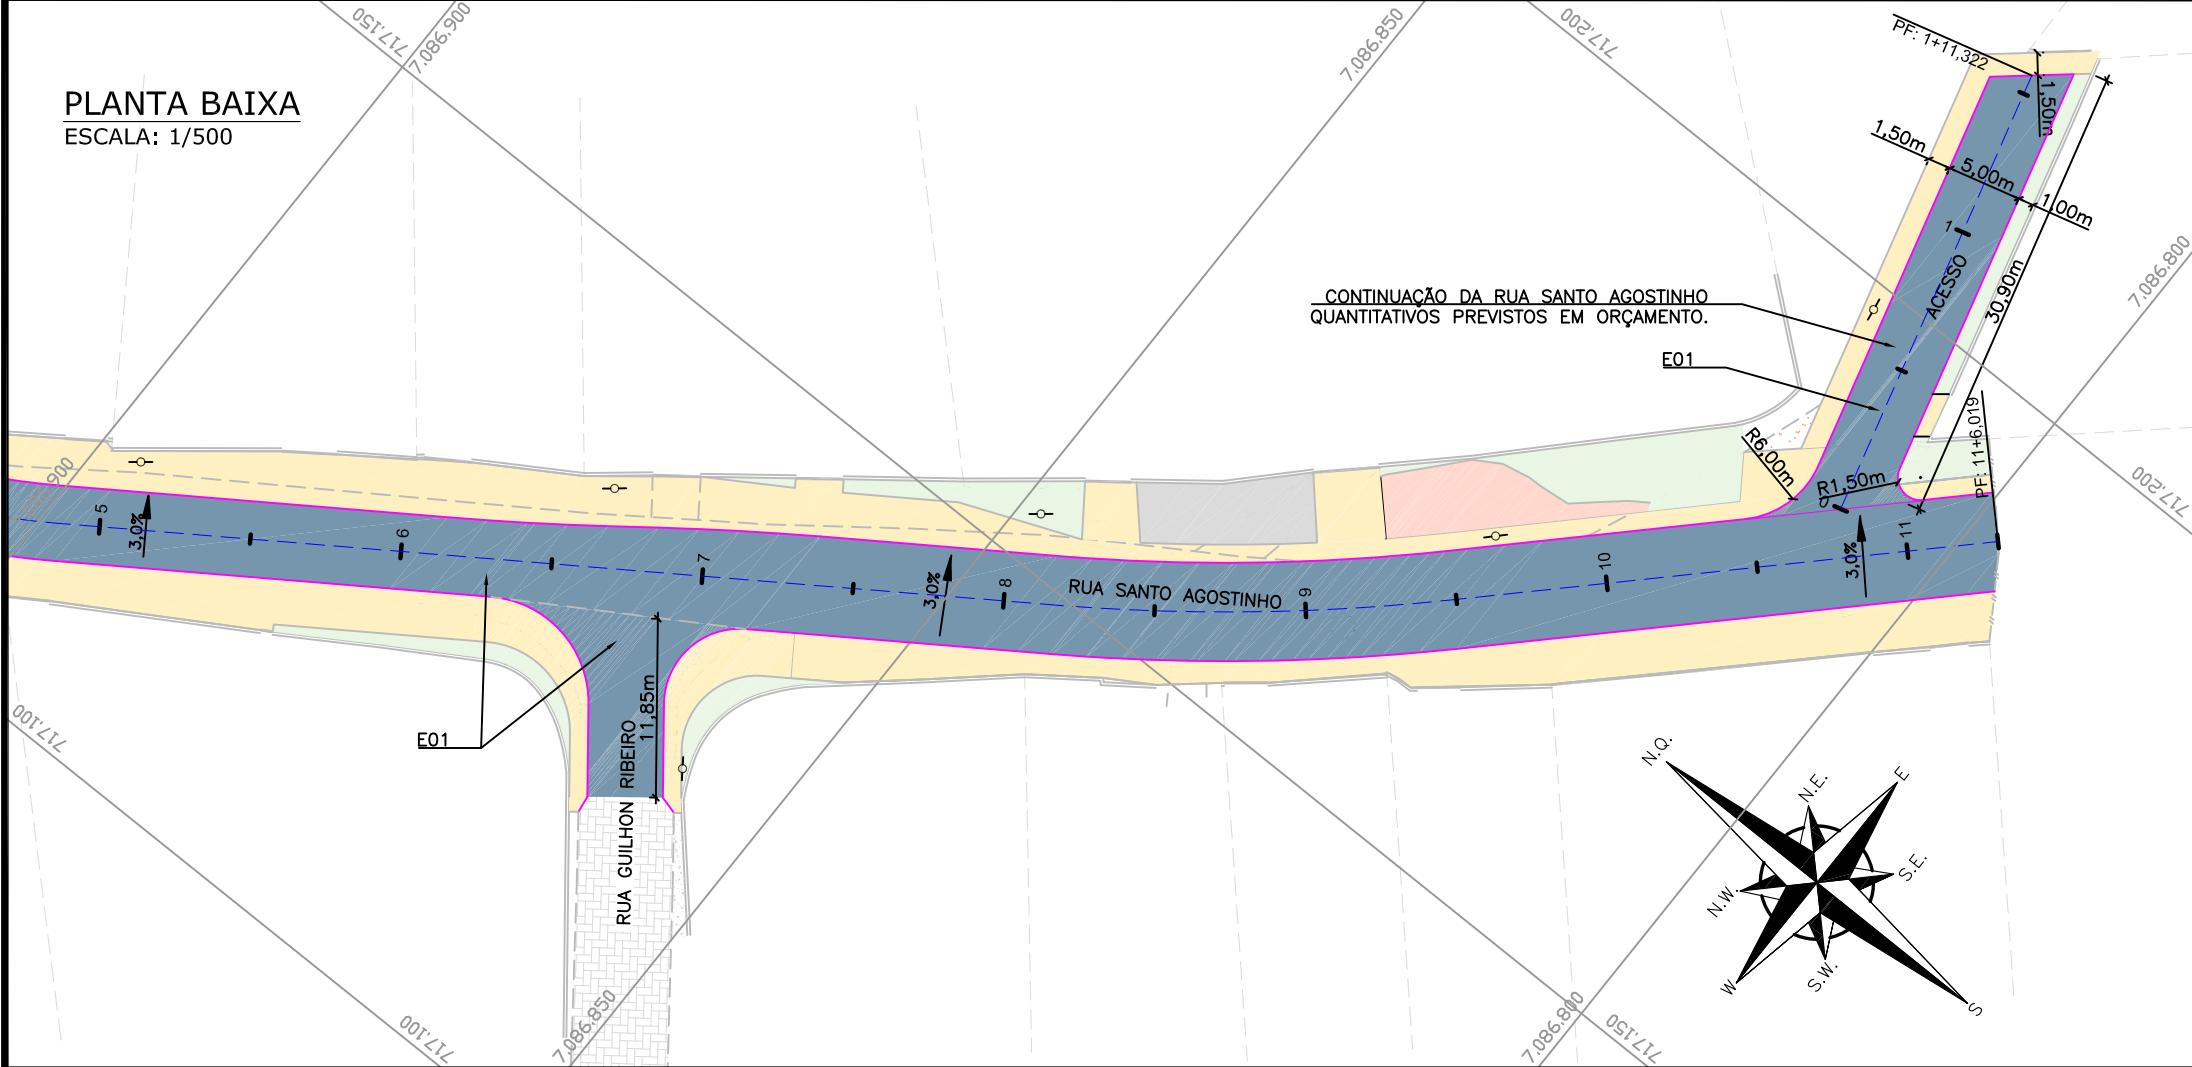 PLANTA BAIXA
ESCALA: 1/500
717.150
7.086.900
7.086.850
717.200
PF: 1+11,322
1,50m
1,50m
5,00m
1,00m
7.086.800
1
ACESSO
30,90m
CONTINUAÇÃO DA RUA SANTO AGOSTINHO
QUANTITATIVOS PREVISTOS EM ORÇAMENTO.
E01
R6,00m
R1,50m
0
PF: 11+6,019
717.200
5
3,0%
6
7
3,0%
8
RUA SANTO AGOSTINHO
9
10
3,0%
11
11,85m
E01
RUA GUILHON RIBEIRO
717.100
717.100
7.086.850
7.086.800
717.150
N.Q.
N.E.
E
S.E.
N.W.
W
S.W.
S